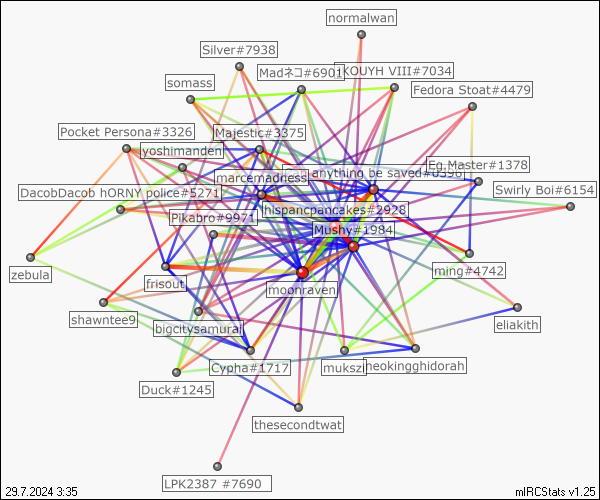 normalwan
Silver#7938
Madネコ#6901
KOUYH VIII#7034
somass
Fedora Stoat#4479
Pocket Persona#3326
Majestic#3375
yoshimanden
Eg.Master#1378
marcemadness
anything be saved#0398
DacobDacob hORNY police#5271
Swirly Boi#6154
hispancpancakes#2928
Pikabro#9971
Mushy#1984
zebula
frisout
moonraven
ming#4742
shawntee9
bigcitysamurai
eliakith
Cypha#1717
mukszi
neokingghidorah
Duck#1245
thesecondtwat
LPK2387 #7690
29.7.2024 3:35
mIRCStats v1.25